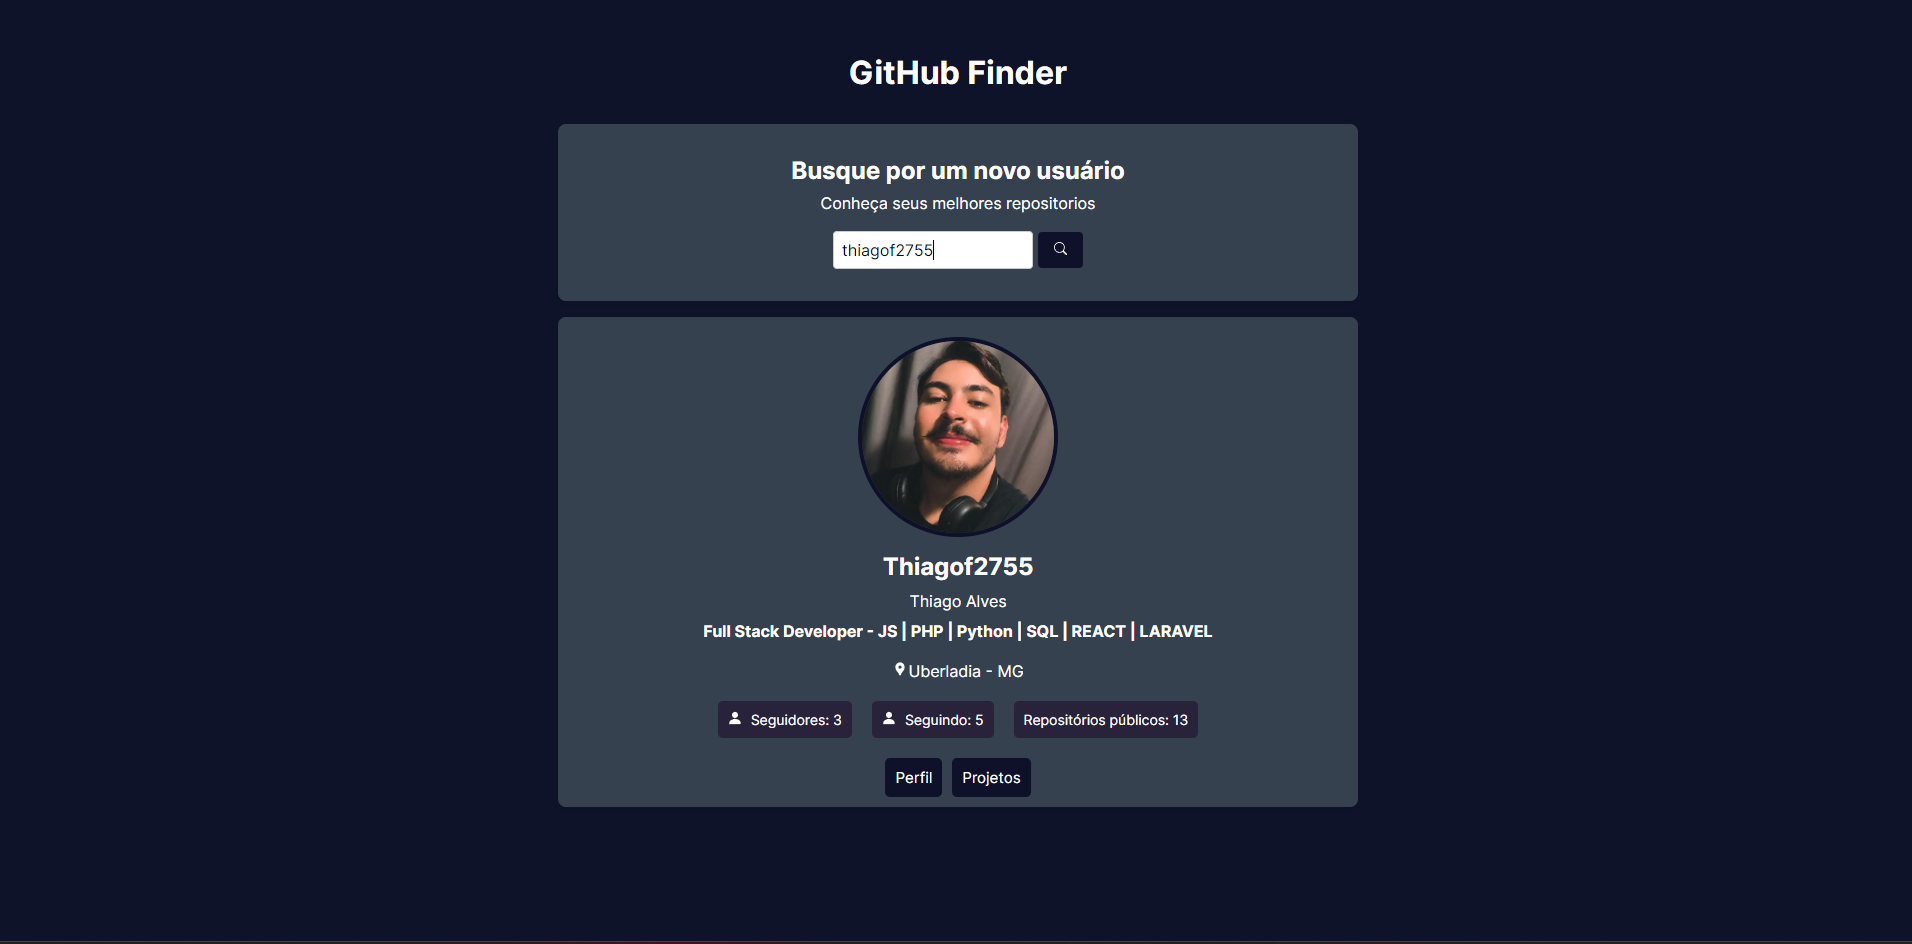 GitHub Finder
Busque por um novo usuário
Conheça seus melhores repositorios
thiagof2755
Thiagof2755
Thiago Alves
Full Stack Developer - JS | PHP | Python | SQL | REACT | LARAVEL
Uberladia - MG
Seguidores: 3 Seguindo: 5 Repositórios públicos: 13
Perfil Projetos